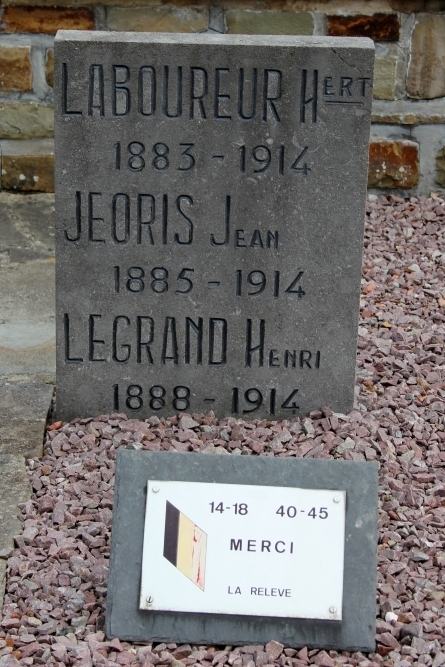 LABOUREUR HERT
1883 - 1914
JEORIS JEAN
1885 - 1914
LEGRAND HENRI
1888 - 1914
14-18 40-45
MERCI
LA RELEVE